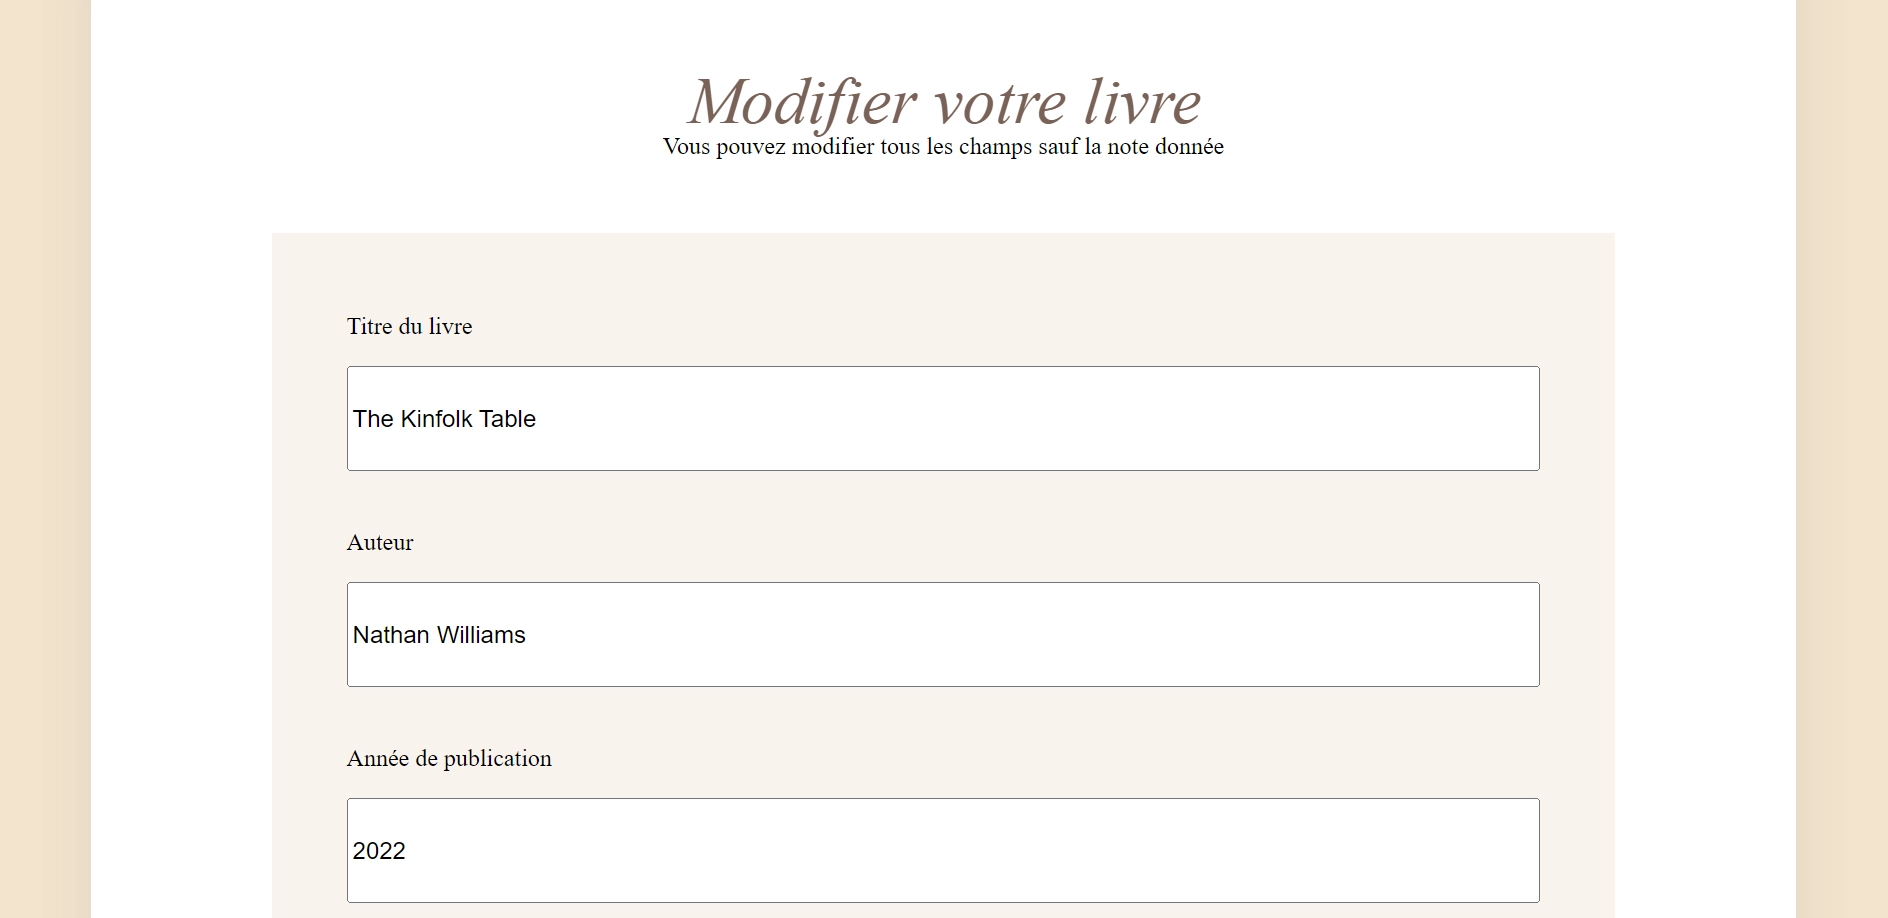 Modifier votre livre
Vous pouvez modifier tous les champs sauf la note donnée
Titre du livre
The Kinfolk Table
Auteur
Nathan Williams
Année de publication
2022